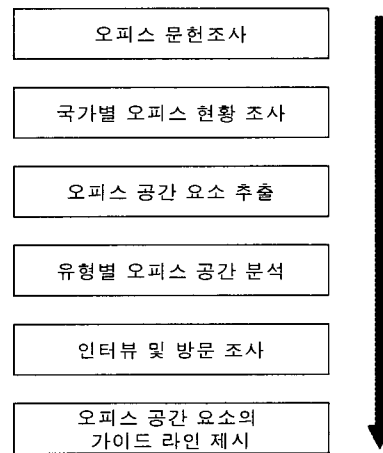 오피스 문헌조사
국가별 오피스 현황 조사
오피스 공간 요소 추출
유형별 오피스 공간 분석
인터뷰 및 방문 조사
오피스 공간 요소의
가이드 라인 제시